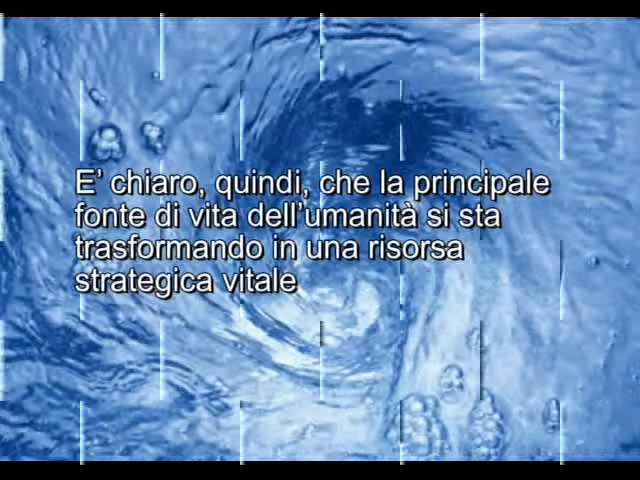 E' chiaro, quindi, che la principale
fonte di vita dell'umanità si sta
trasformando in una risorsa
strategica vitale